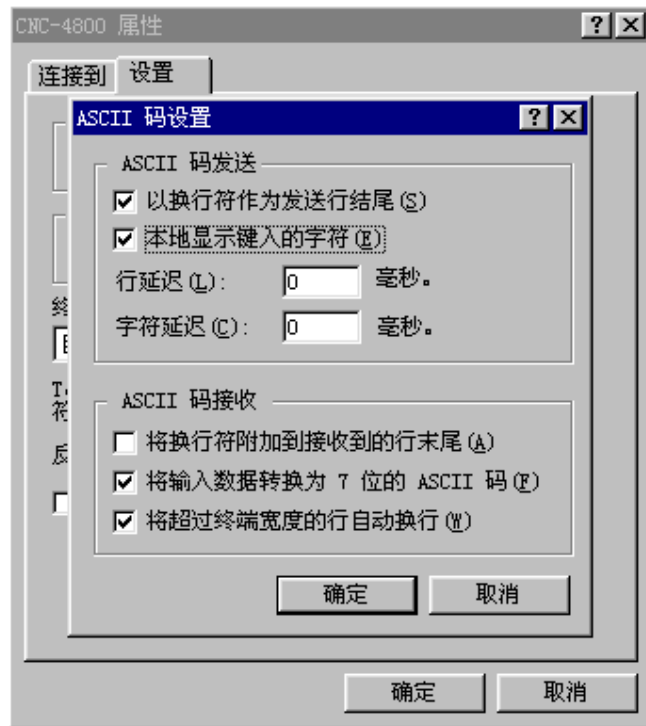 CNC-4800 属性
连接到 设置
ASCII 码设置
ASCII 码发送
以换行符作为发送行结尾(S)
本地显示键入的字符(E)
行延迟(L): 0 毫秒。
字符延迟(C): 0 毫秒。
终
ASCII 码接收
符
将换行符附加到接收到的行末尾(A)
反
将输入数据转换为 7 位的 ASCII 码(F)
将超过终端宽度的行自动换行(W)
确定 取消
确定 取消